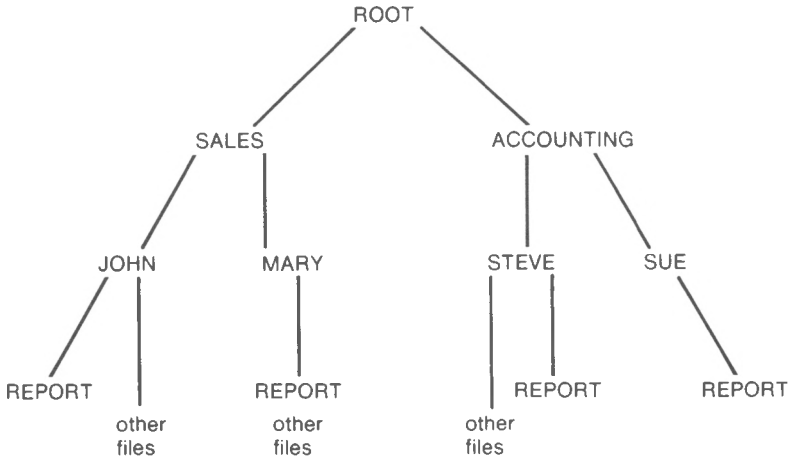 ROOT
SALES
ACCOUNTING
JOHN
MARY
STEVE
SUE
REPORT
REPORT
REPORT
REPORT
other
files
other
files
other
files